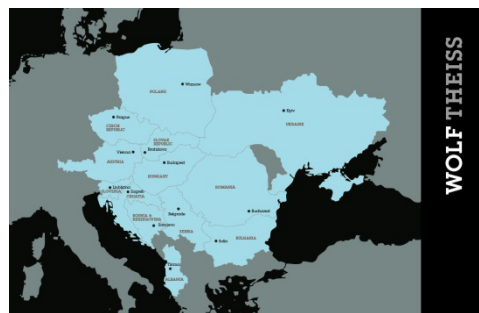 POLAND
Warsaw
Kyiv
UKRAINE
Prague
CZECH
REPUBLIC
SLOVAK
REPUBLIC
Vienna
Bratislava
AUSTRIA
Budapest
HUNGARY
Ljubljana
SLOVENIA
Zagreb
CROATIA
ROMANIA
Bucharest
BOSNIA &
HERZEGOVINA
Belgrade
Sarajevo
SERBIA
Sofia
BULGARIA
Tirana
ALBANIA
WOLF THEISS